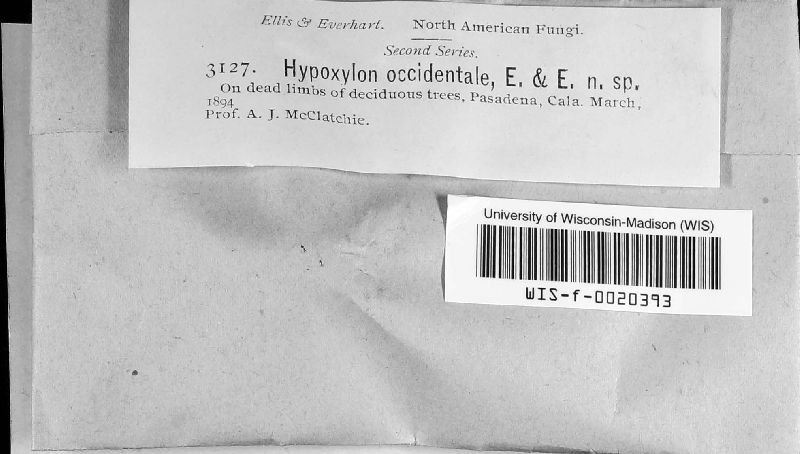 Ellis & Everhart. North American Fungi.
Second Series.
3127. Hypoxylon occidentale, E. & E. n. sp.
On dead limbs of deciduous trees, Pasadena, Cala. March,
1894
Prof. A. J. McClatchie.
University of Wisconsin-Madison (WIS)
WIS-f-0020393